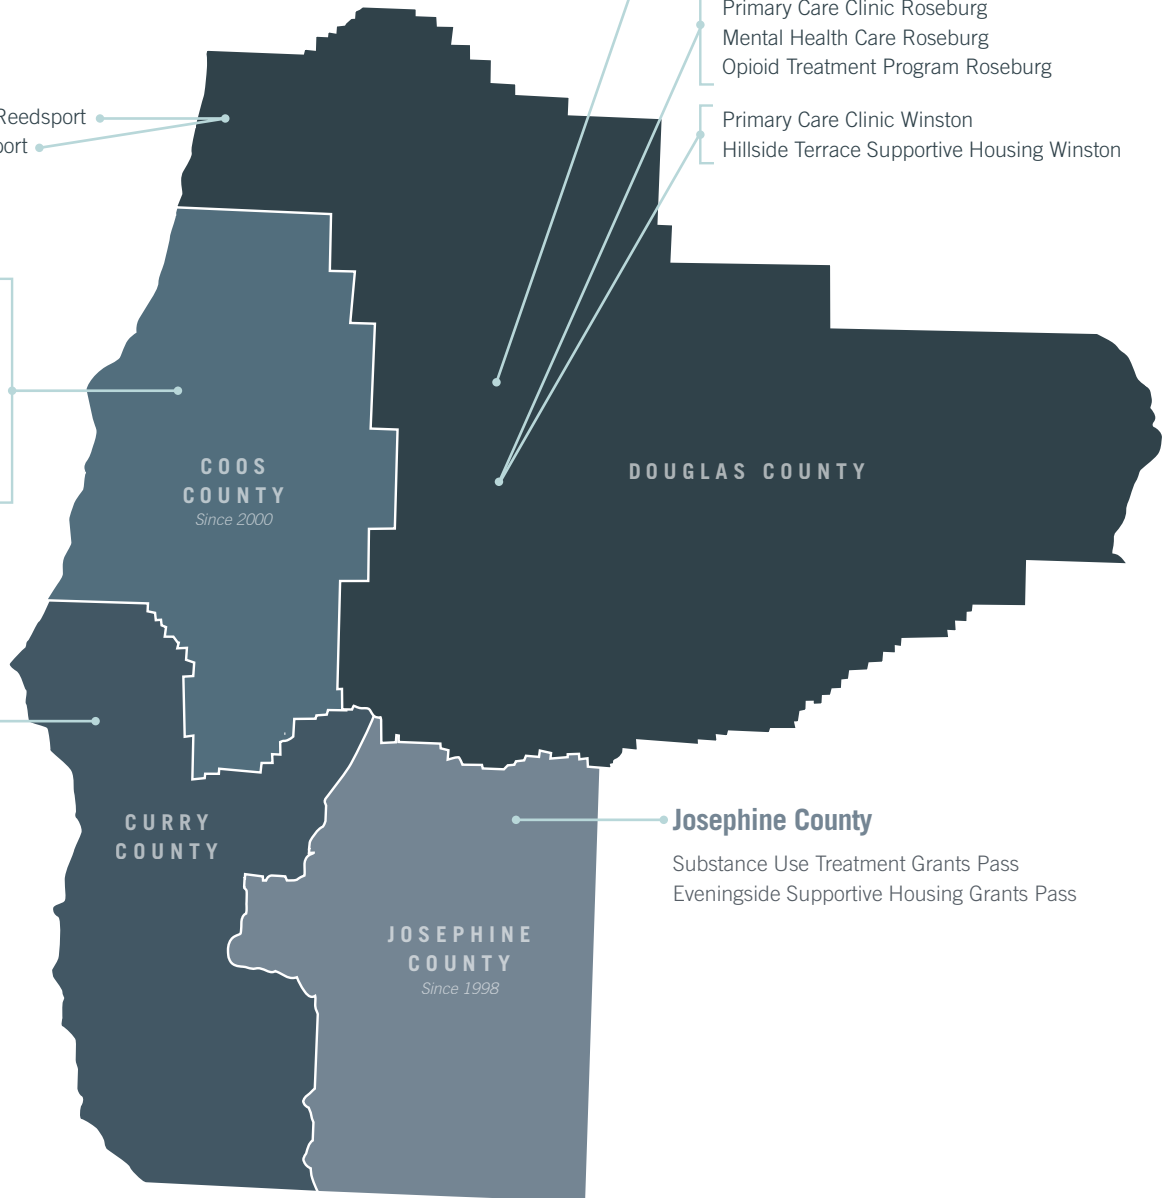 Primary Care Clinic Roseburg
Mental Health Care Roseburg
Opioid Treatment Program Roseburg
Reedsport
Primary Care Clinic Winston
Hillside Terrace Supportive Housing Winston
COOS
COUNTY
Since 2000
DOUGLAS COUNTY
CURRY
COUNTY
Josephine County
Substance Use Treatment Grants Pass
Eveningside Supportive Housing Grants Pass
JOSEPHINE
COUNTY
Since 1998